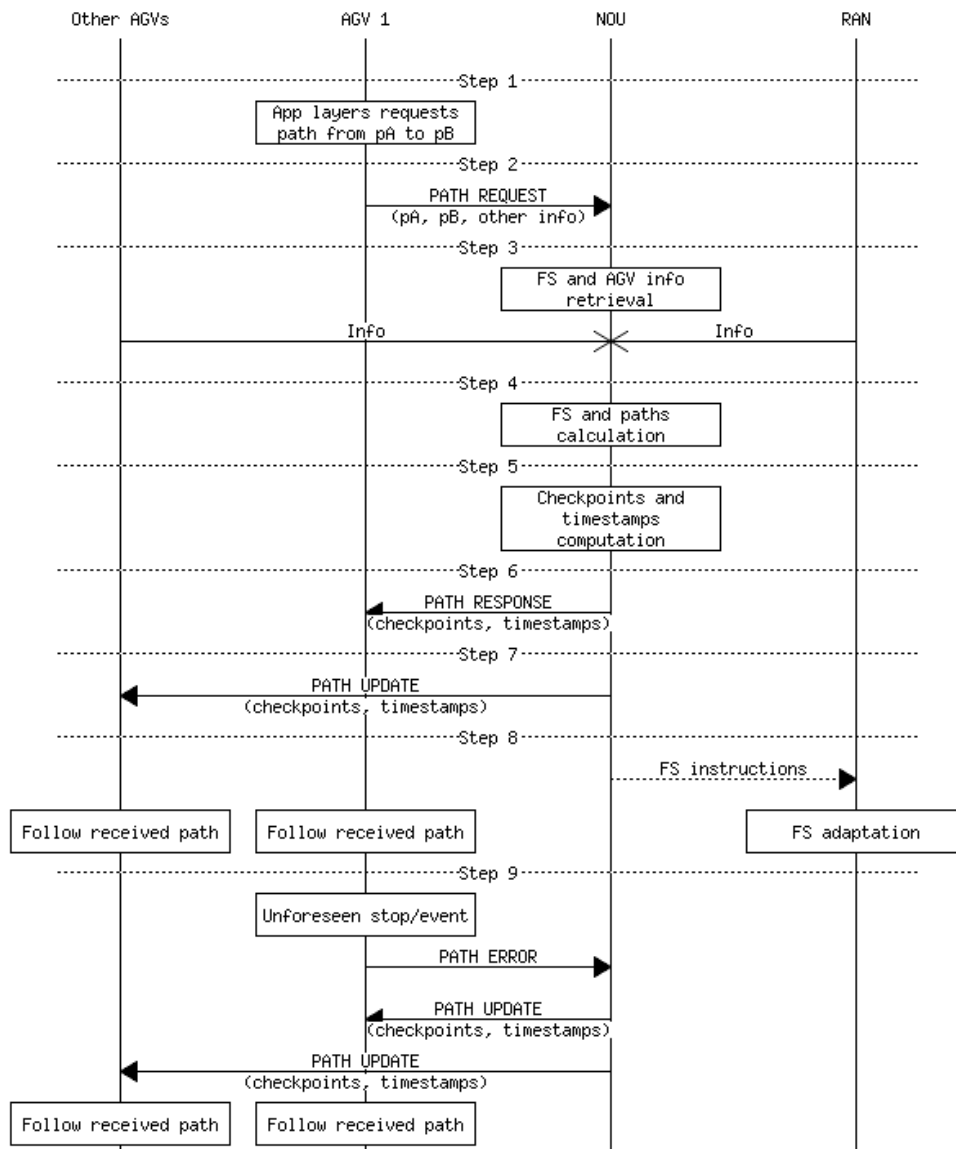 Other AGVs AGV 1 NOU RAN
Step 1
App layers requests
path from pA to pB
Step 2
PATH REQUEST
(pA, pB, other info)
Step 3
FS and AGV info
retrieval
Info Info
Step 4
FS and paths
calculation
Step 5
Checkpoints and
timestamps
computation
Step 6
PATH RESPONSE
(checkpoints, timestamps)
Step 7
PATH UPDATE
(checkpoints, timestamps)
Step 8
FS instructions
Follow received path Follow received path FS adaptation
Step 9
Unforeseen stop/event
PATH ERROR
PATH UPDATE
(checkpoints, timestamps)
PATH UPDATE
(checkpoints, timestamps)
Follow received path Follow received path